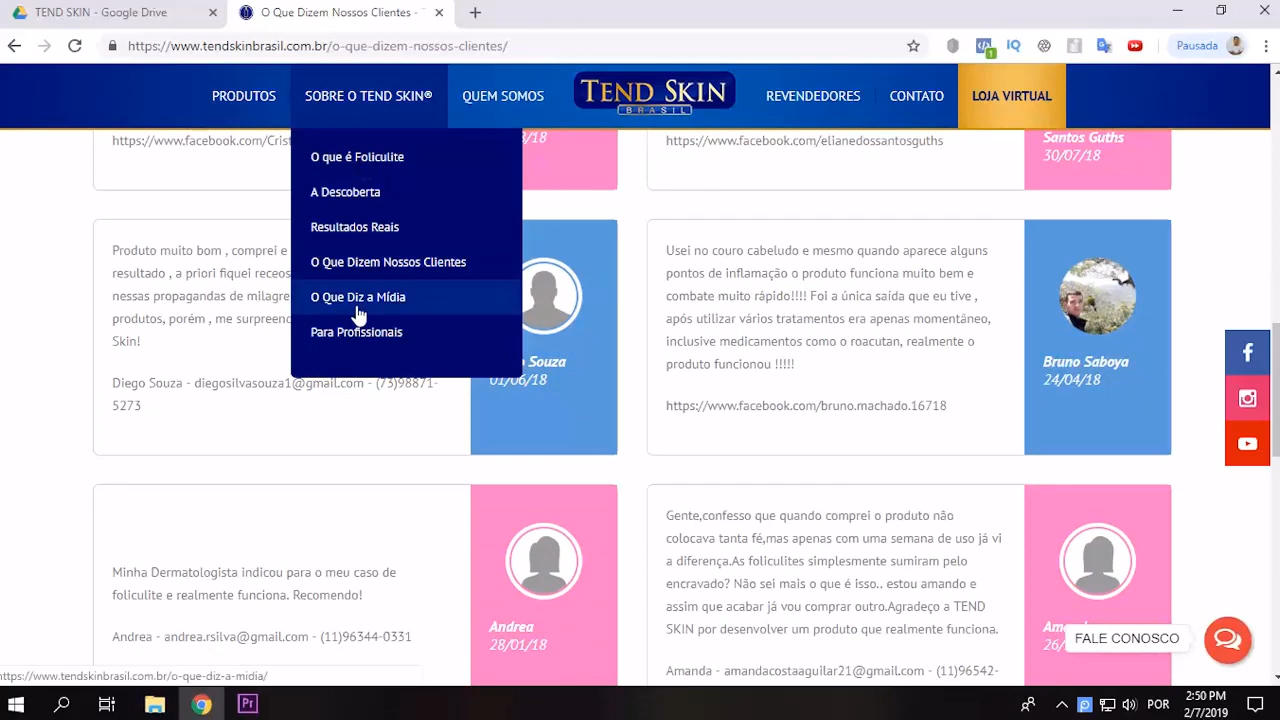 TEND SKIN - Google Drive
O Que Dizem Nossos Clientes -
https://www.tendskinbrasil.com.br/o-que-dizem-nossos-clientes/
1
IQ
Pausada
PRODUTOS
SOBRE O TEND SKIN®
QUEM SOMOS
TEND SKIN
BRASIL
REVENDEDORES
CONTATO
LOJA VIRTUAL
O que é Foliculite
A Descoberta
Resultados Reais
O Que Dizem Nossos Clientes
O Que Diz a Mídia
Para Profissionais
https://www.facebook.com/Crist
/18
https://www.facebook.com/elianedossantosguths
Santos Guths
30/07/18
Produto muito bom , comprei e
resultado , a priori fiquei receos
nessas propagandas de milagre
produtos, porém , me surpreen
Skin!
Diego Souza - diegosilvasouza1@gmail.com - (73)98871-
5273
Souza
01/06/18
Usei no couro cabeludo e mesmo quando aparece alguns
pontos de inflamação o produto funciona muito bem e
combate muito rápido!!!! Foi a única saída que eu tive ,
após utilizar vários tratamentos era apenas momentâneo,
inclusive medicamentos como o roacutan, realmente o
produto funcionou !!!!!
https://www.facebook.com/bruno.machado.16718
Bruno Saboya
24/04/18
Minha Dermatologista indicou para o meu caso de
foliculite e realmente funciona. Recomendo!
Andrea - andrea.rsilva@gmail.com - (11)96344-0331
Andrea
28/01/18
Gente,confesso que quando comprei o produto não
colocava tanta fé,mas apenas com uma semana de uso já vi
a diferença.As foliculites simplesmente sumiram pelo
encravado? Não sei mais o que é isso.. estou amando e
assim que acabar já vou comprar outro.Agradeço a TEND
SKIN por desenvolver um produto que realmente funciona.
Amanda - amandacostaaguilar21@gmail.com - (11)96542-
26/
FALE CONOSCO
https://www.tendskinbrasil.com.br/o-que-diz-a-midia/
Pr
POR
2:50 PM
2/7/2019